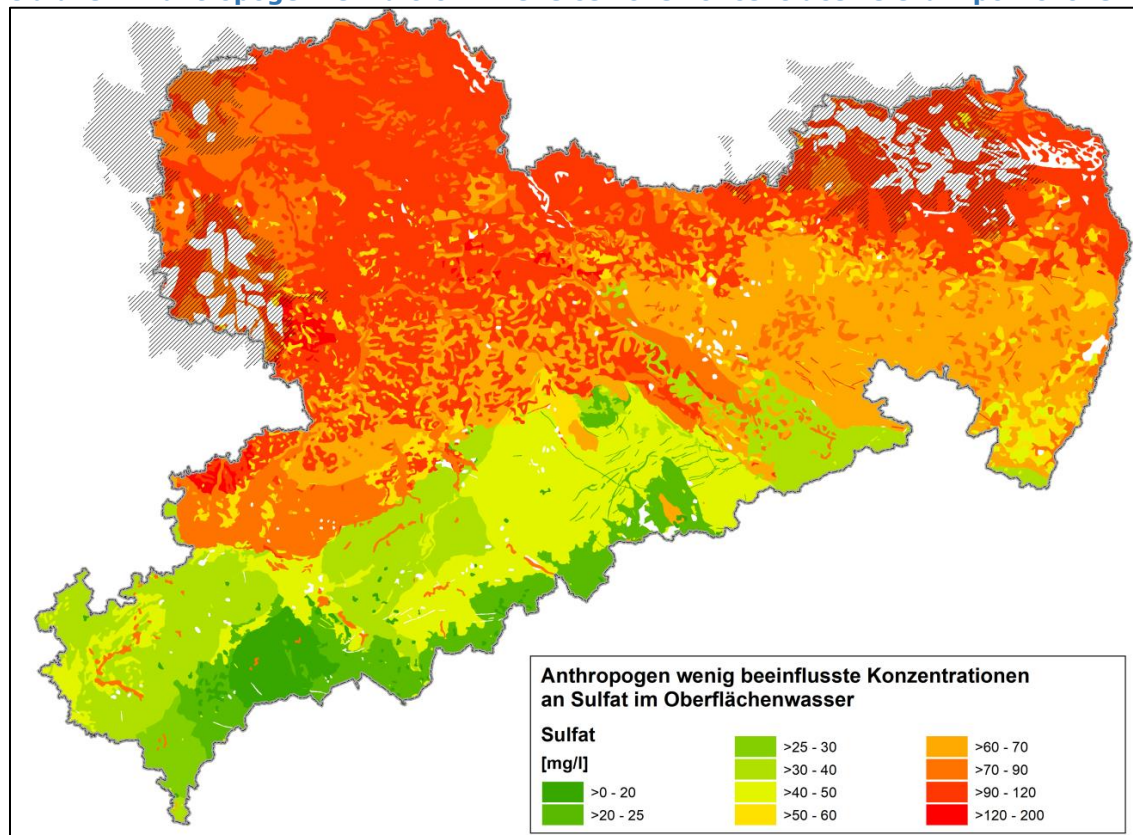 Anthropogen wenig beeinflusste Konzentrationen
an Sulfat im Oberflächenwasser
Sulfat
[mg/l]
>0 - 20
>20 - 25
>25 - 30
>30 - 40
>40 - 50
>50 - 60
>60 - 70
>70 - 90
>90 - 120
>120 - 200